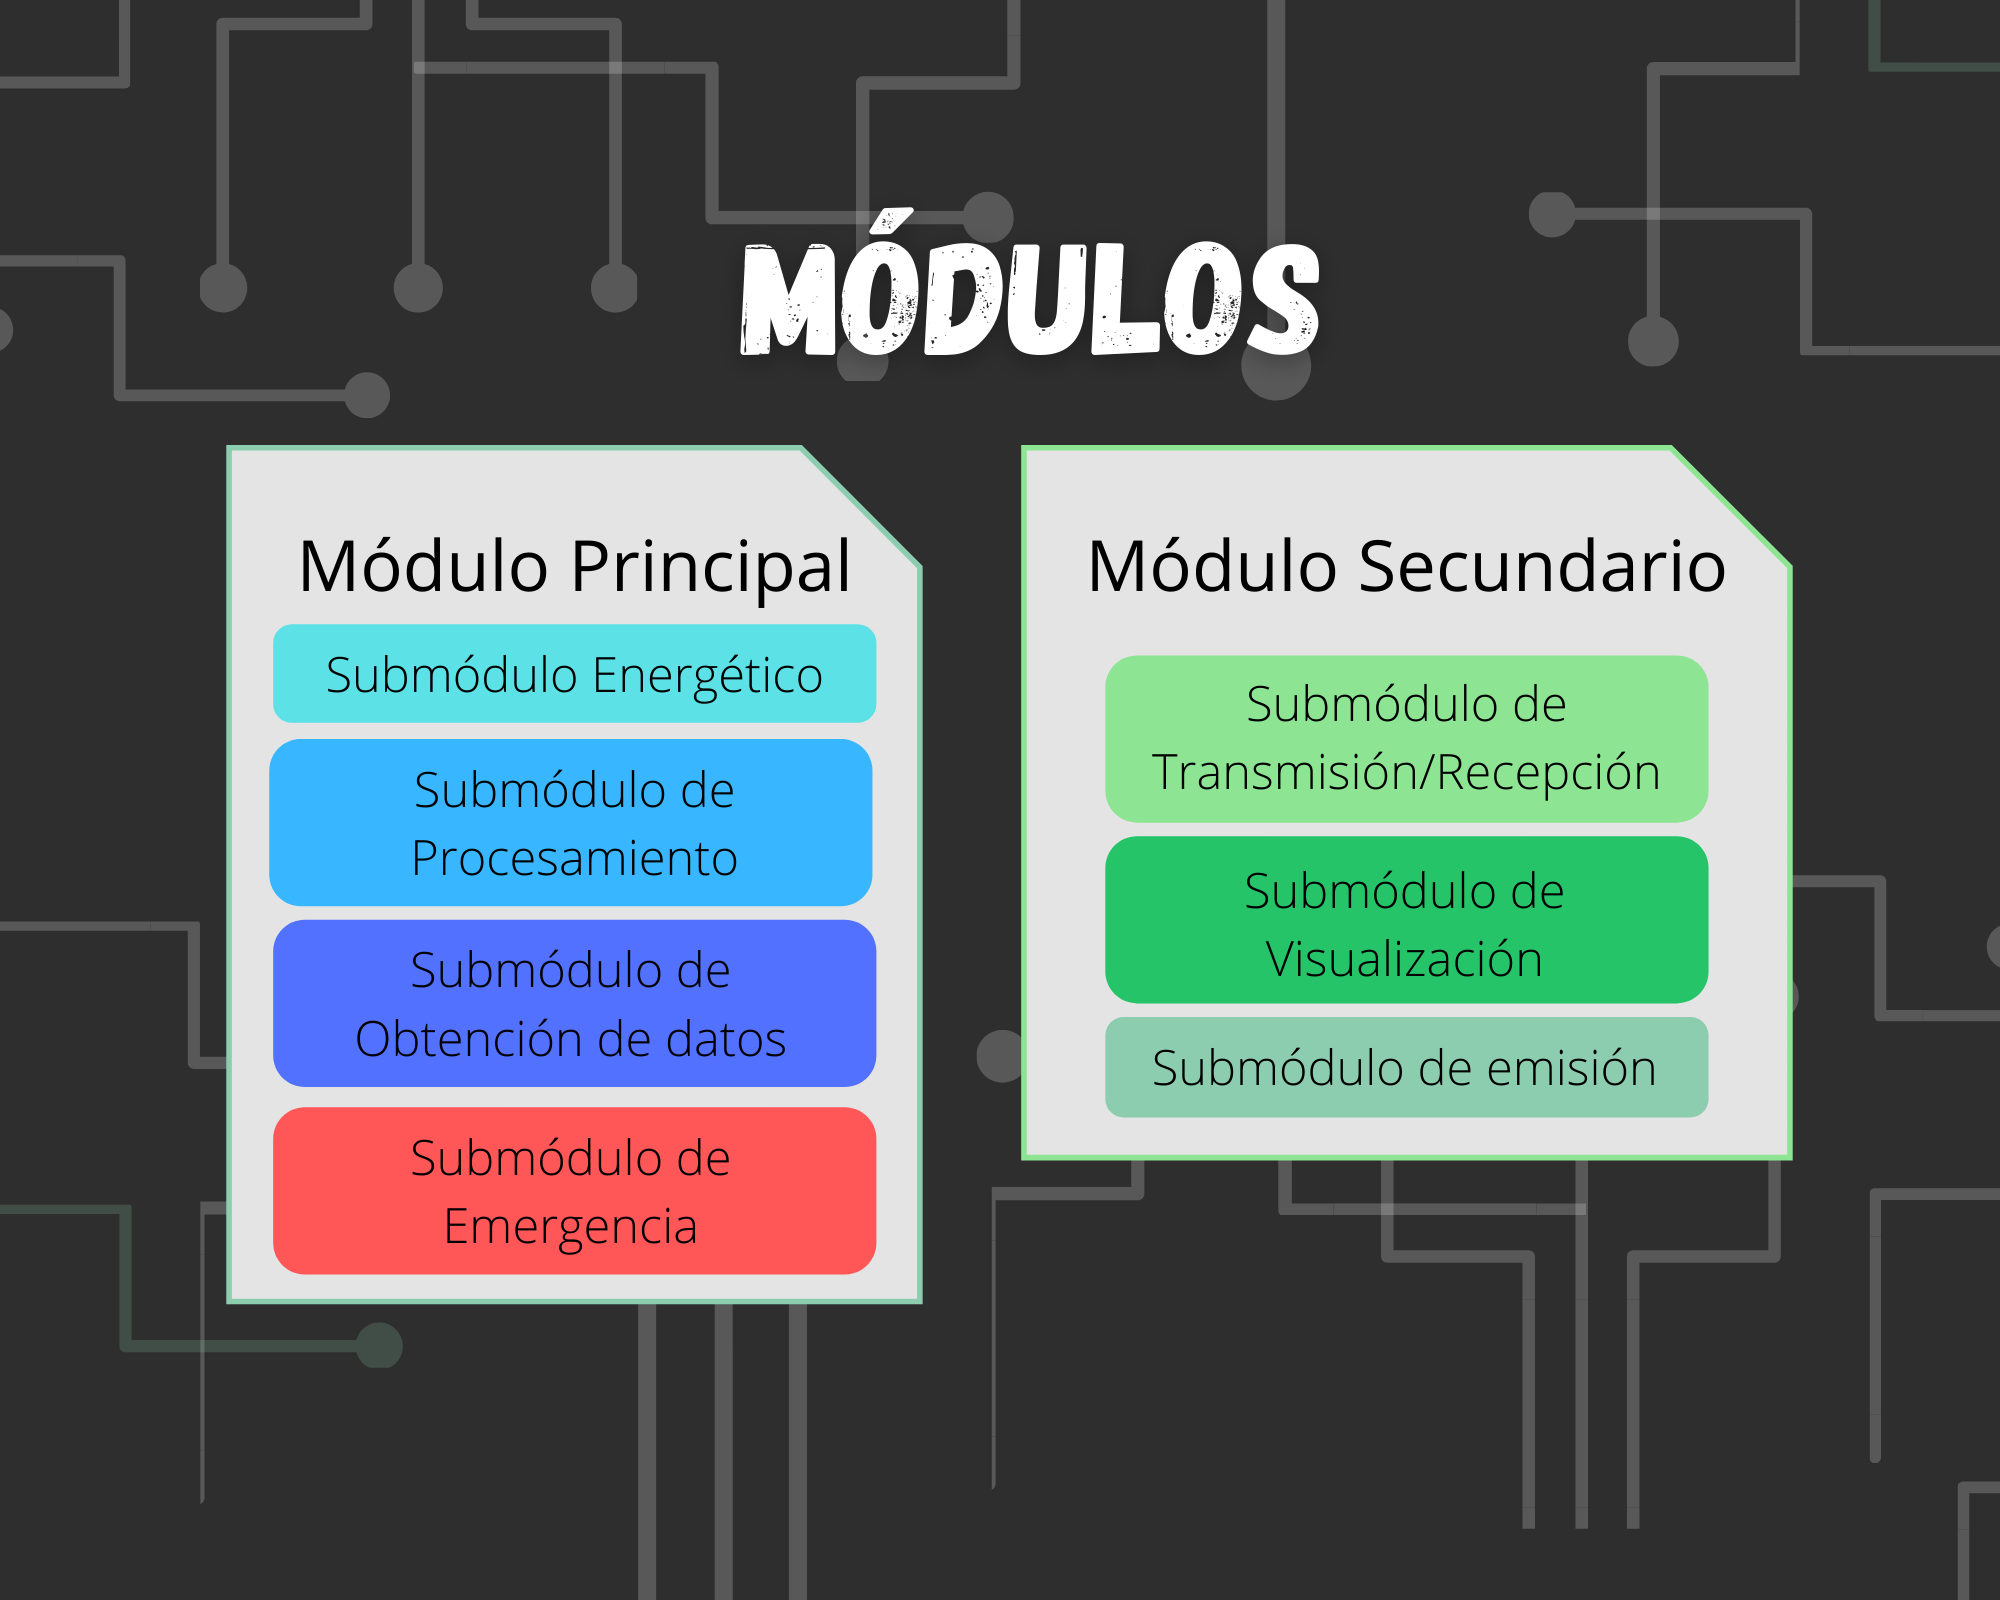 MÓDULOS
Módulo Principal
Submódulo Energético
Submódulo de
Procesamiento
Submódulo de
Obtención de datos
Submódulo de
Emergencia
Módulo Secundario
Submódulo de
Transmisión/Recepción
Submódulo de
Visualización
Submódulo de emisión